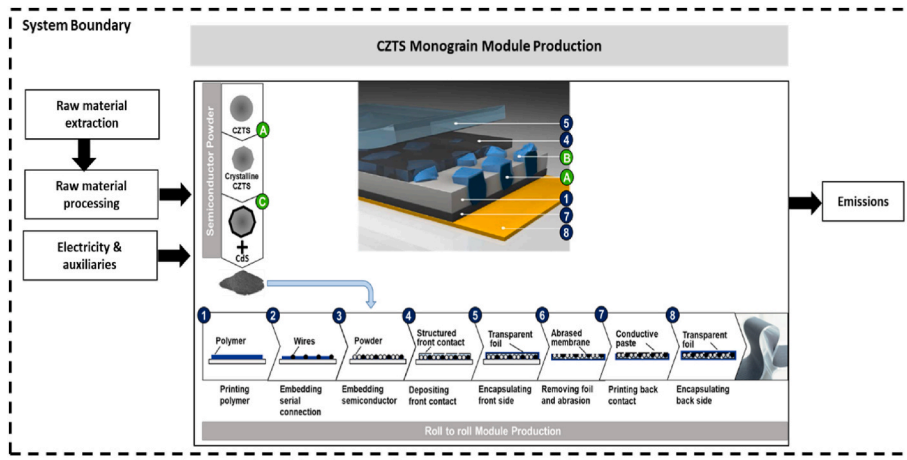 System Boundary
CZTS Monograin Module Production
Raw material
extraction
Raw material
processing
Electricity &
auxiliaries
Semiconductor Powder
CZTS
A
Crystalline
CZTS
C
+
CdS
5
4
B
A
1
7
8
Emissions
1
2
3
4
5
6
7
8
Polymer
Wires
Powder
Structured
front contact
Transparent
foil
Abrased
membrane
Conductive
paste
Transparent
foil
Printing
polymer
Embedding
serial
connection
Embedding
semiconductor
Depositing
front contact
Encapsulating
front side
Removing foil
and abrasion
Printing back
contact
Encapsulating
back side
Roll to roll Module Production